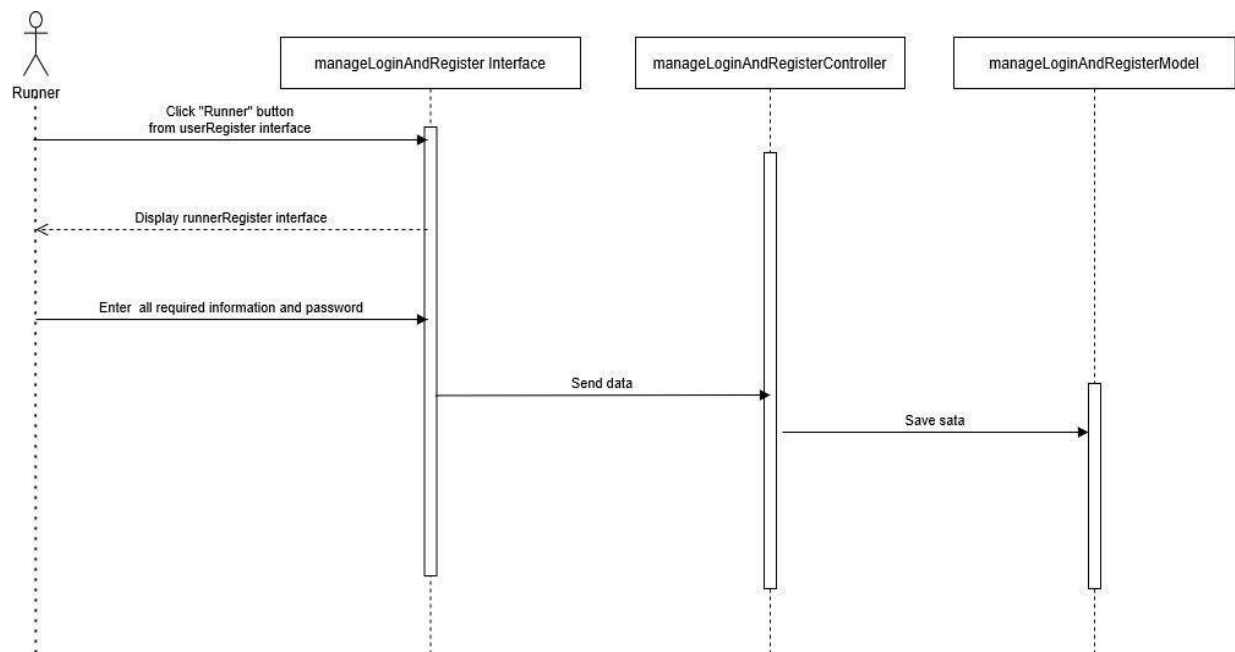 manageLoginAndRegister Interface
manageLoginAndRegisterController
manageLoginAndRegisterModel
Runner
Click "Runner" button
from userRegister interface
Display runnerRegister interface
Enter all required information and password
Send data
Save sata